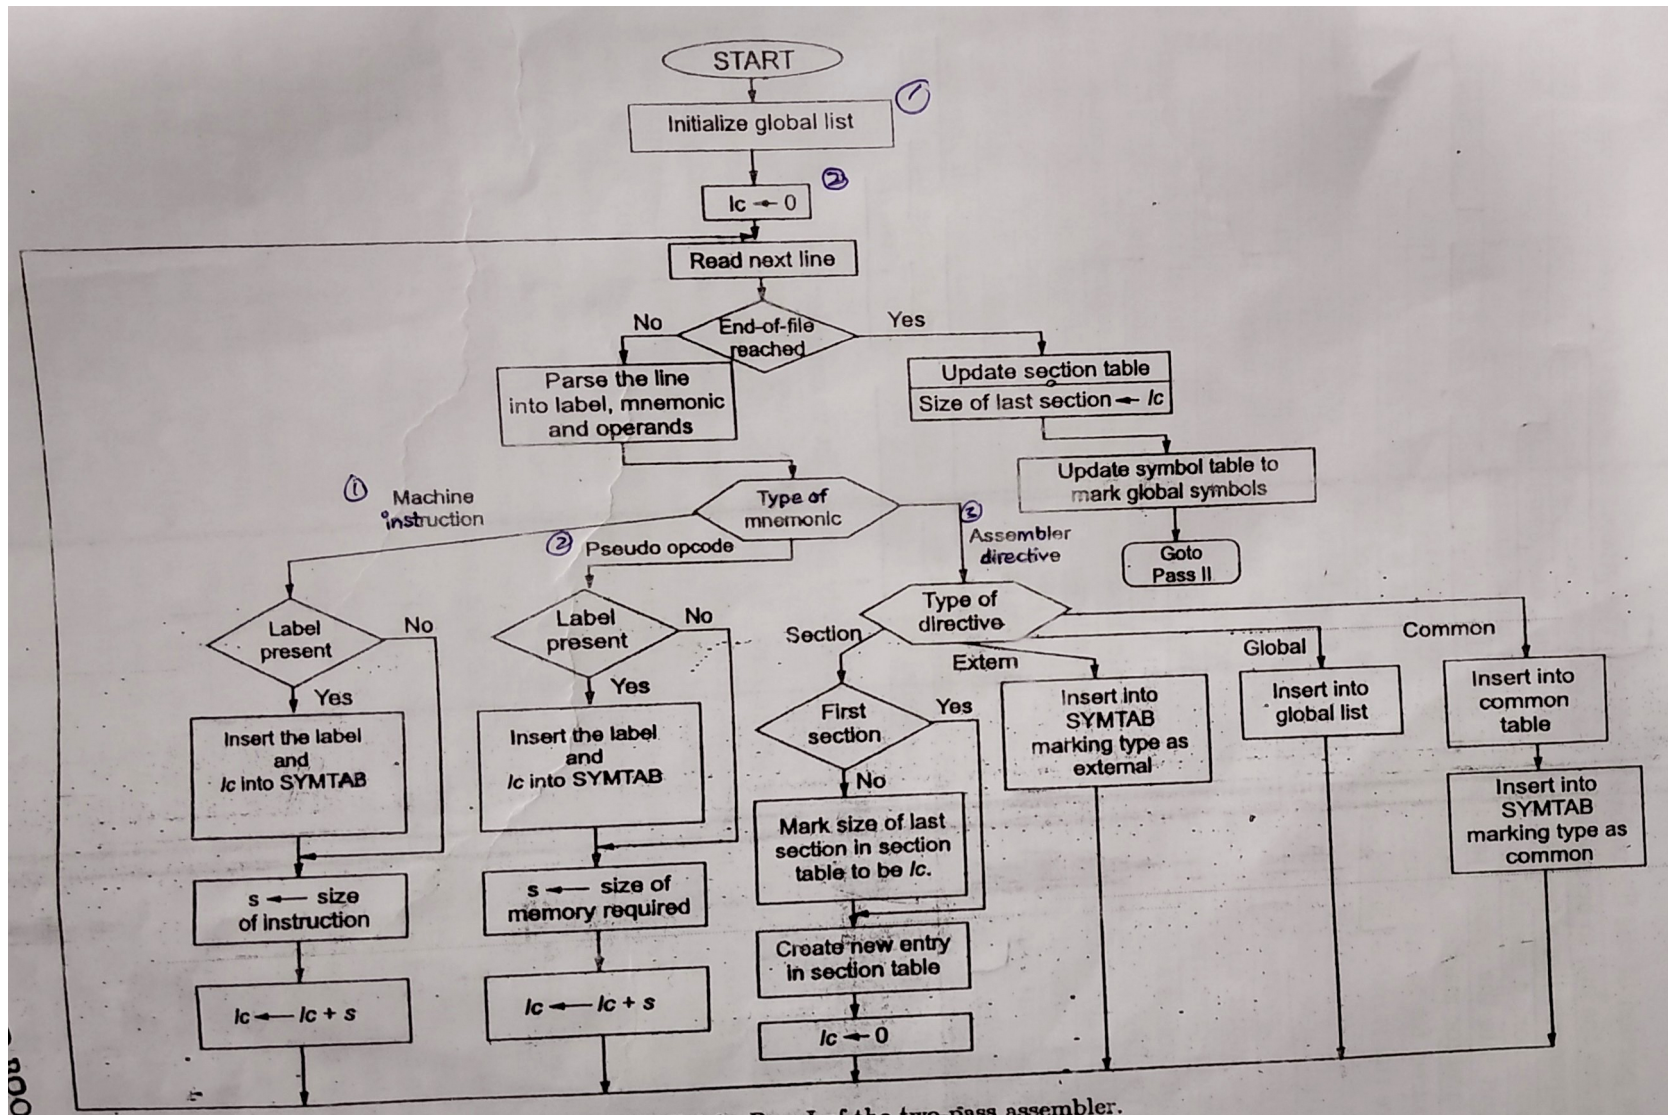 START
Initialize global list
1
lc ← 0
2
Read next line
End-of-file
reached
No
Yes
Parse the line
into label, mnemonic
and operands
Update section table
Size of last section ← lc
Update symbol table to
mark global symbols
Goto
Pass II
Type of
mnemonic
1
Machine
instruction
2
Pseudo opcode
3
Assembler
directive
Label
present
No
Yes
Insert the label
and
lc into SYMTAB
s ← size
of instruction
lc ← lc + s
Label
present
No
Yes
Insert the label
and
lc into SYMTAB
s ← size of
memory required
lc ← lc + s
Type of
directive
Section
Extern
Global
Common
First
section
Yes
No
Mark size of last
section in section
table to be lc.
Create new entry
in section table
lc ← 0
Insert into
SYMTAB
marking type as
external
Insert into
global list
Insert into
common
table
Insert into
SYMTAB
marking type as
common
of the two pass assembler.